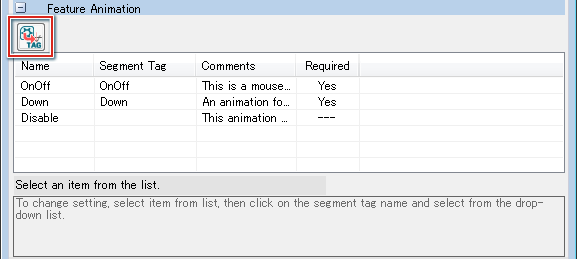 Feature Animation
TAG
Name Segment Tag Comments Required
OnOff OnOff This is a mouse... Yes
Down Down An animation fo... Yes
Disable This animation ... ---
Select an item from the list.
To change setting, select item from list, then click on the segment tag name and select from the drop-
down list.